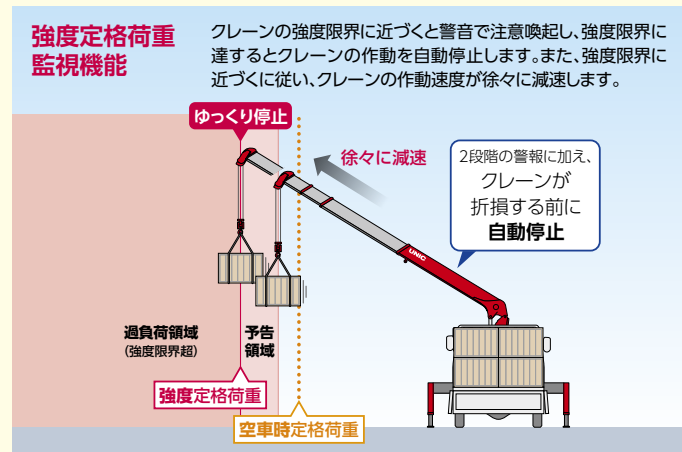 強度定格荷重
監視機能
クレーンの強度限界に近づくと警音で注意喚起し、強度限界に
達するとクレーンの作動を自動停止します。また、強度限界に
近づくに従い、クレーンの作動速度が徐々に減速します。
ゆっくり停止
徐々に減速
2段階の警報に加え、
クレーンが
折損する前に
自動停止
UNIC
過負荷領域
(強度限界超)
予告
領域
強度定格荷重
空車時定格荷重